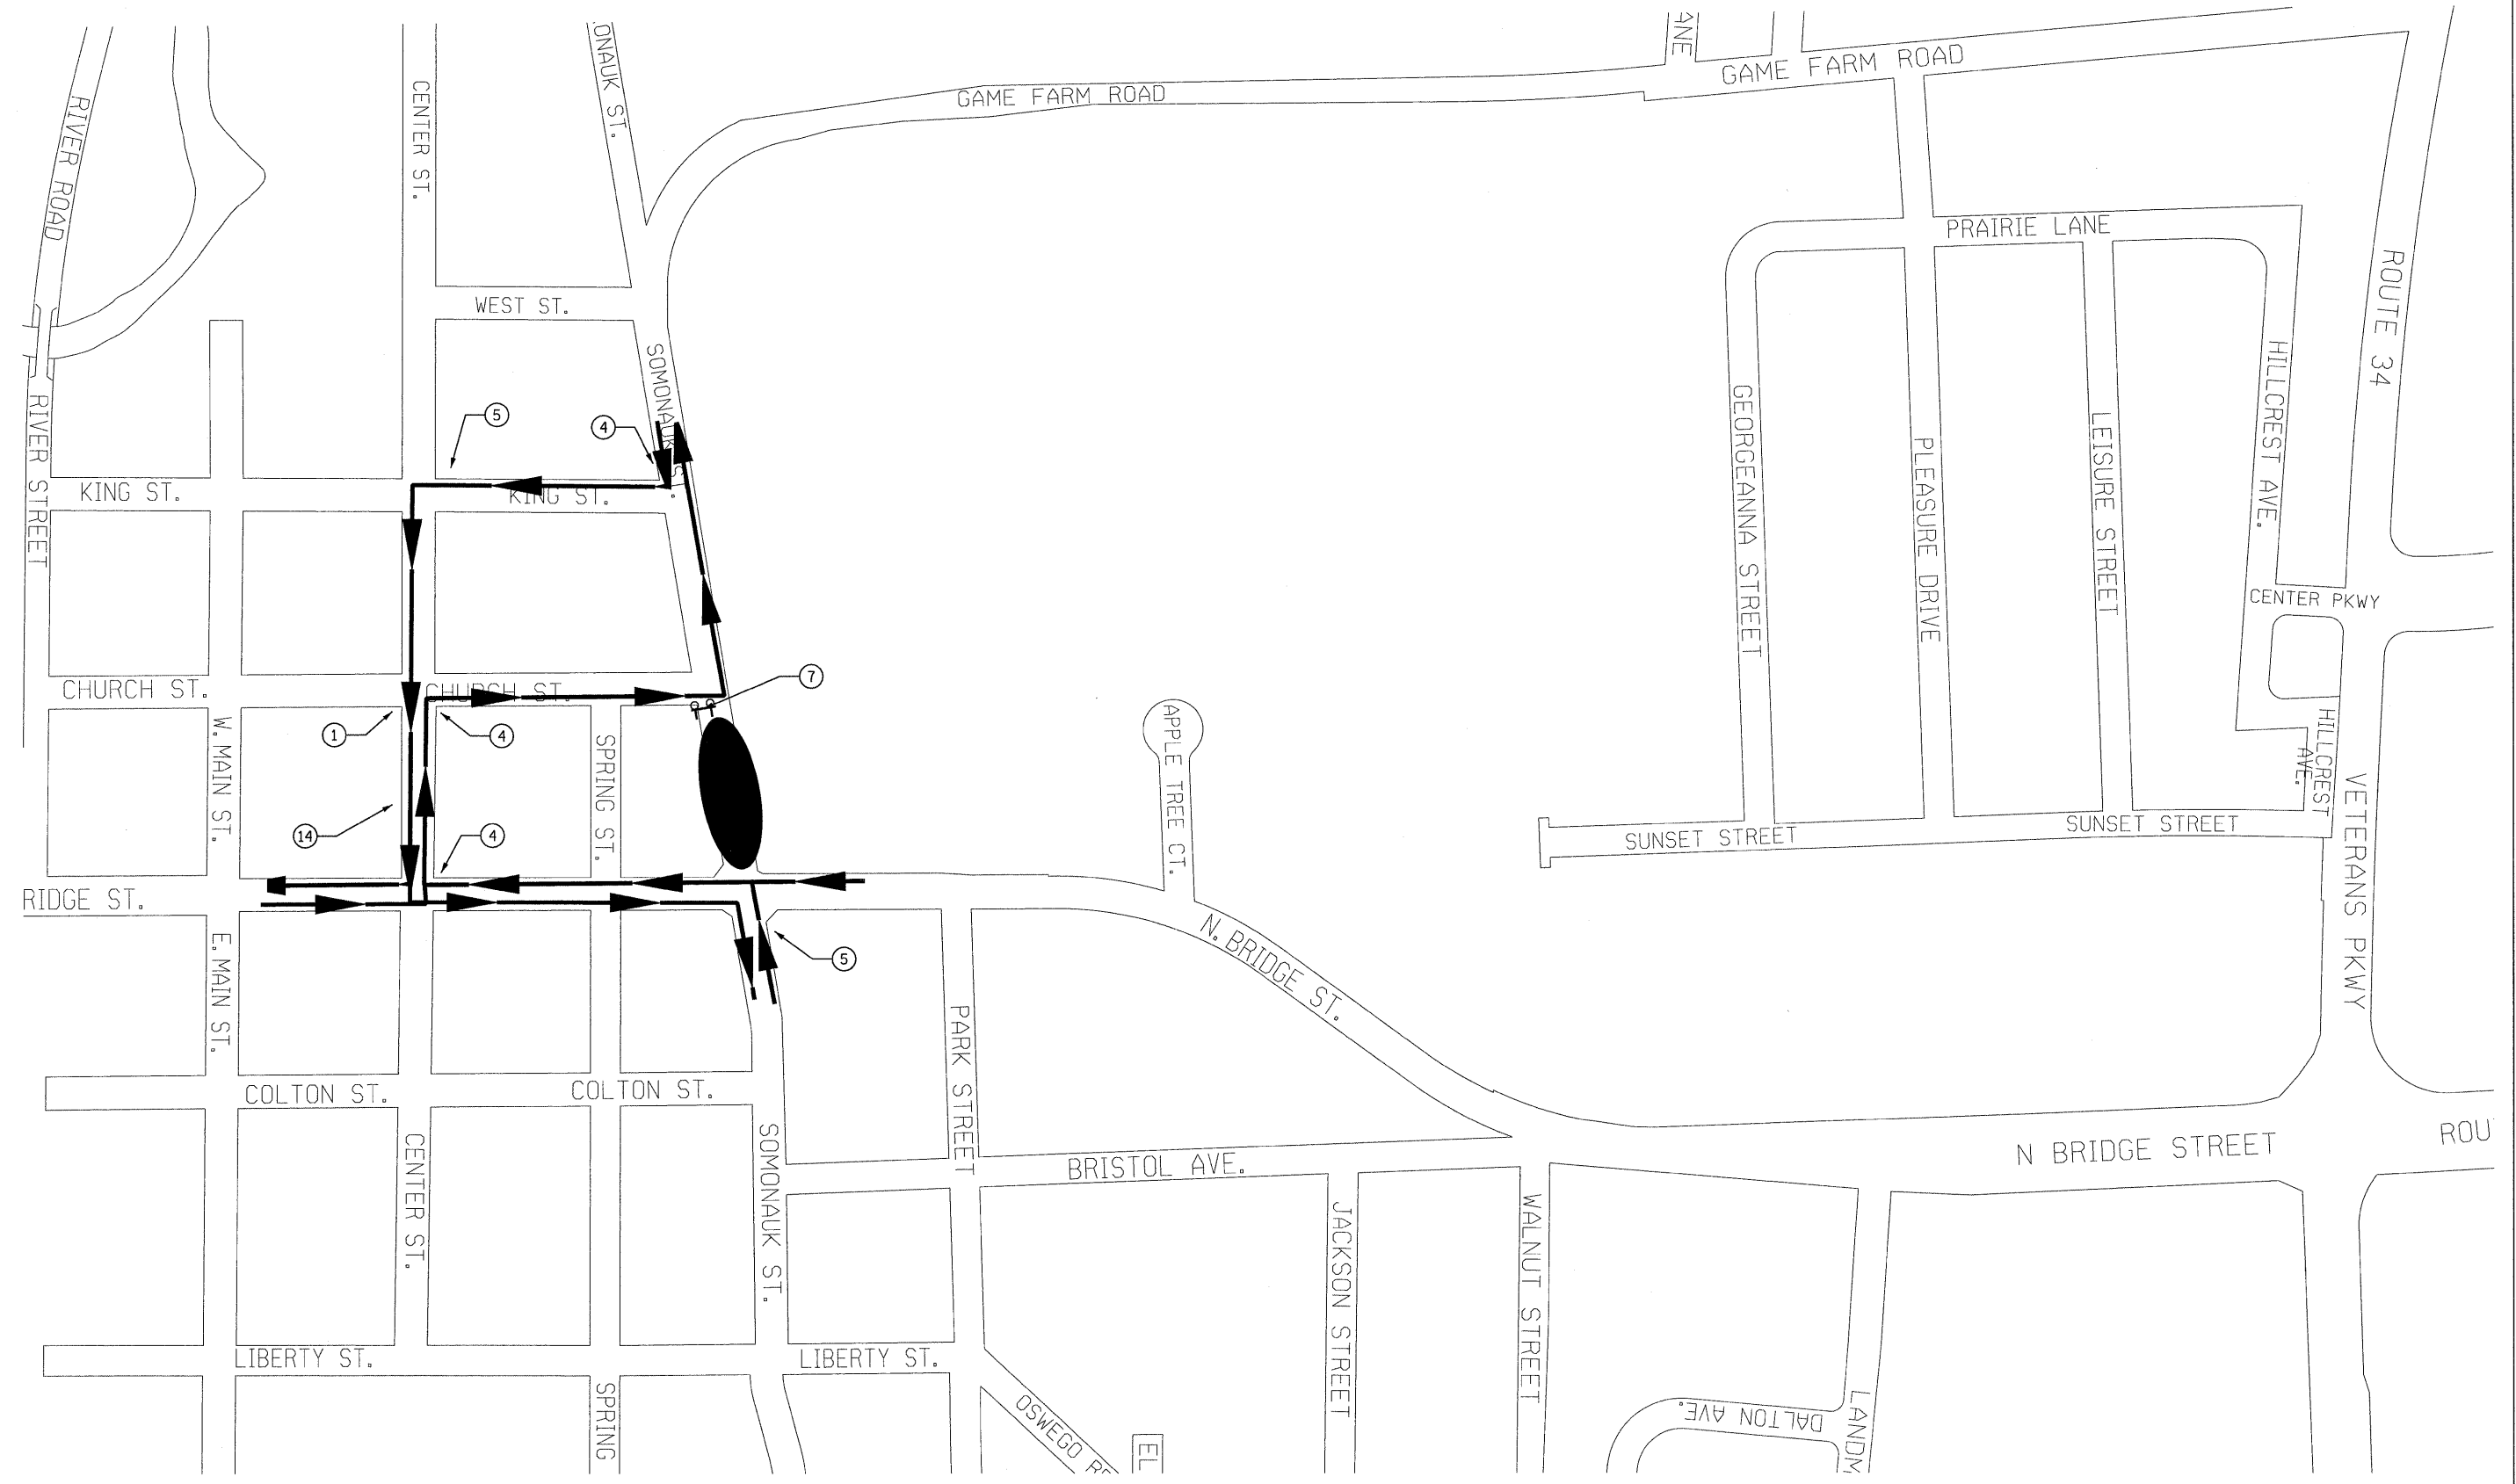 ONAUK ST.
ANE
GAME FARM ROAD
GAME FARM ROAD
CENTER ST.
RIVER ROAD
PRAIRIE LANE
WEST ST.
ROUTE 34
SOMONAUK ST.
HILLCREST AVE.
RIVER STREET
5
4
GEORGEANNA STREET
PLEASURE DRIVE
LEISURE STREET
KING ST.
KING ST.
CENTER PKWY
CHURCH ST.
CHURCH ST.
7
1
4
W. MAIN ST.
SPRING ST.
APPLE TREE CT.
HILLCREST
AVE.
VETERANS PKWY
14
4
SUNSET STREET
SUNSET STREET
RIDGE ST.
5
N. BRIDGE ST.
E. MAIN ST.
PARK STREET
COLTON ST.
COLTON ST.
CENTER ST.
SOMONAUK ST.
BRISTOL AVE.
N BRIDGE STREET
ROU
JACKSON STREET
WALNUT STREET
LIBERTY ST.
LIBERTY ST.
SPRING
OSWEGO
EL
DALTON AVE.
LANDM